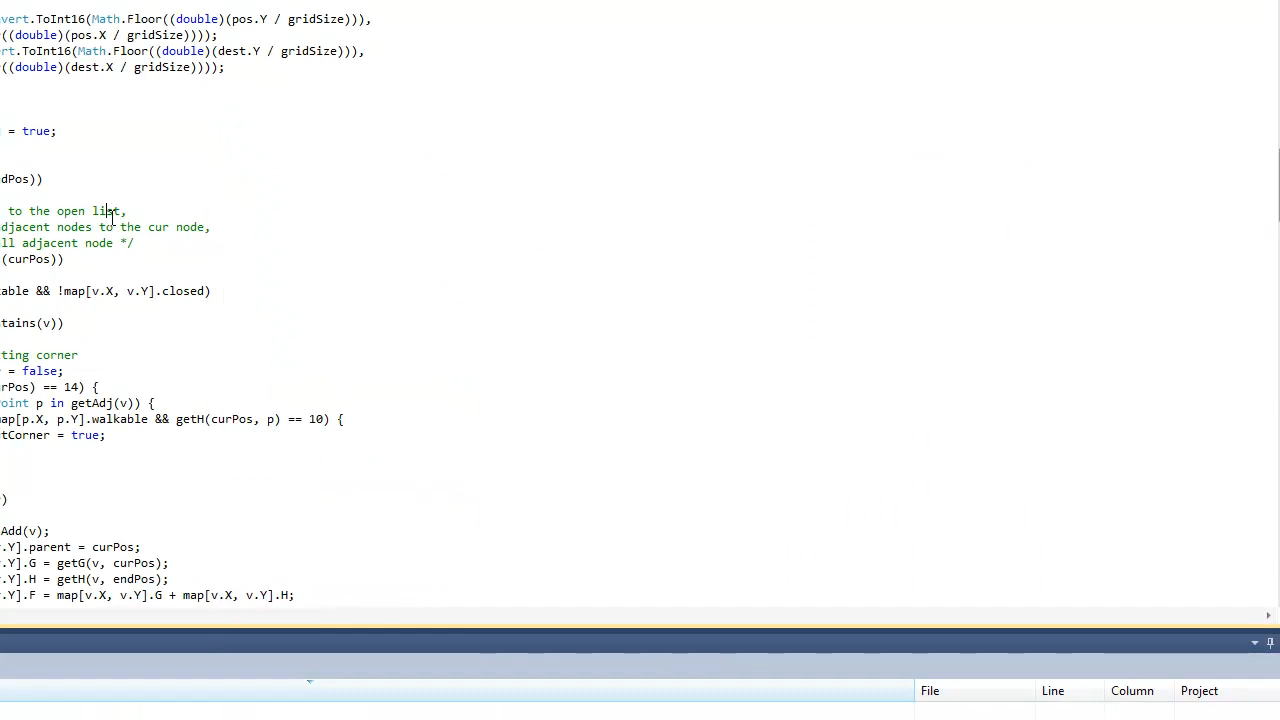 vert.ToInt16(Math.Floor((double)(pos.Y / gridSize))),
((double)(pos.X / gridSize))));
ert.ToInt16(Math.Floor((double)(dest.Y / gridSize))),
((double)(dest.X / gridSize))));
= true;
dPos))
to the open list,
djacent nodes to the cur node,
ll adjacent node */
(curPos))
able && !map[v.X, v.Y].closed)
tains(v))
ting corner
= false;
rPos) == 14) {
oint p in getAdj(v)) {
ap[p.X, p.Y].walkable && getH(curPos, p) == 10) {
tCorner = true;
)
Add(v);
.Y].parent = curPos;
.Y].G = getG(v, curPos);
.Y].H = getH(v, endPos);
.Y].F = map[v.X, v.Y].G + map[v.X, v.Y].H;
File Line Column Project